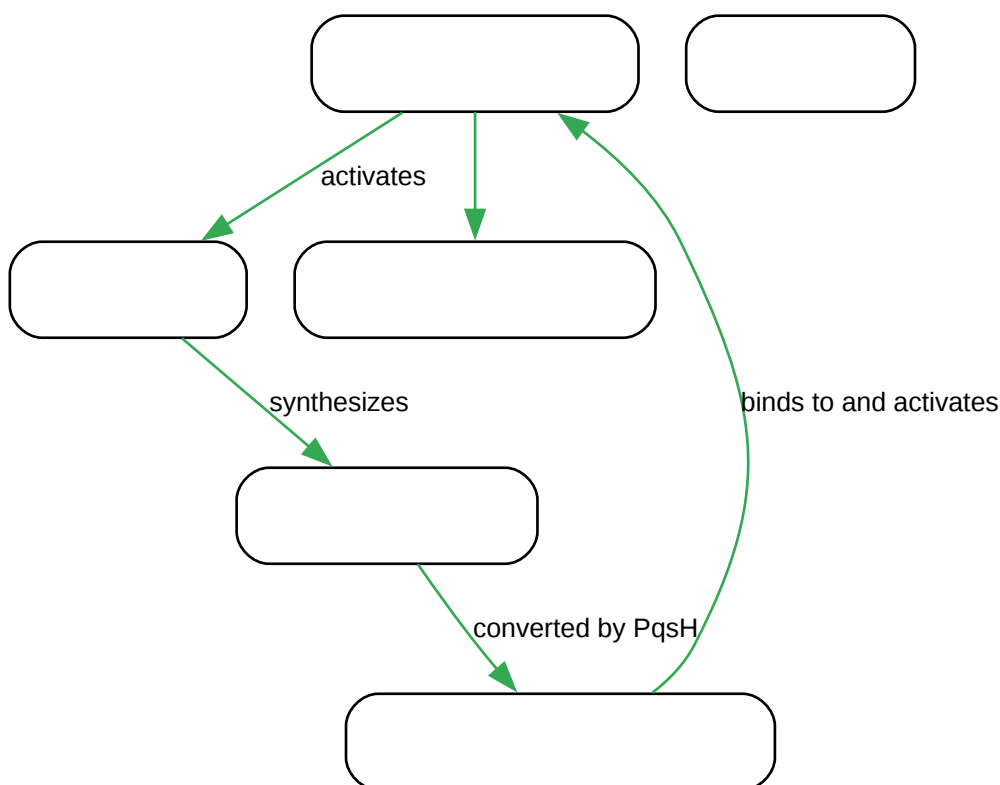 activates
synthesizes
binds to and activates
converted by PqsH